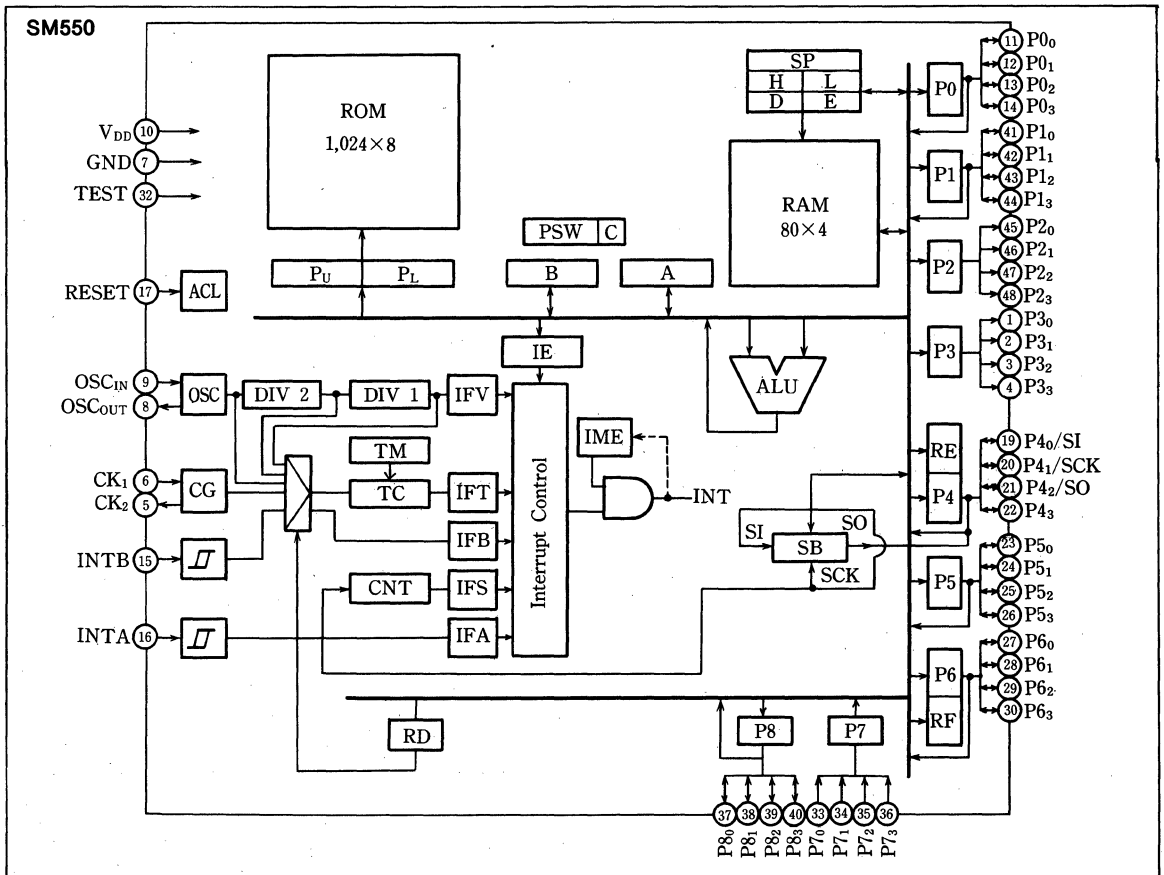 SM550
ROM
1,024×8
SP
H L
D E
RAM
80×4
PSW C
P_U P_L
B
A
V_DD 10
GND 7
TEST 32
RESET 17
ACL
IE
ALU
OSC_IN 9
OSC_OUT 8
OSC
DIV 2
DIV 1
IFV
TM
TC
IFT
IME
INT
CK₁ 6
CK₂ 5
CG
IFB
INTB 15
CNT
IFS
INTA 16
IFA
Interrupt Control
SI
SO
SB
SCK
RD
P8
P7
P0
11 P0₀
12 P0₁
13 P0₂
14 P0₃
P1
41 P1₀
42 P1₁
43 P1₂
44 P1₃
P2
45 P2₀
46 P2₁
47 P2₂
48 P2₃
P3
1 P3₀
2 P3₁
3 P3₂
4 P3₃
RE
P4
19 P4₀/SI
20 P4₁/SCK
21 P4₂/SO
22 P4₃
P5
23 P5₀
24 P5₁
25 P5₂
26 P5₃
P6
RF
27 P6₀
28 P6₁
29 P6₂
30 P6₃
37 38 39 40 33 34 35 36
P8₀ P8₁ P8₂ P8₃ P7₀ P7₁ P7₂ P7₃